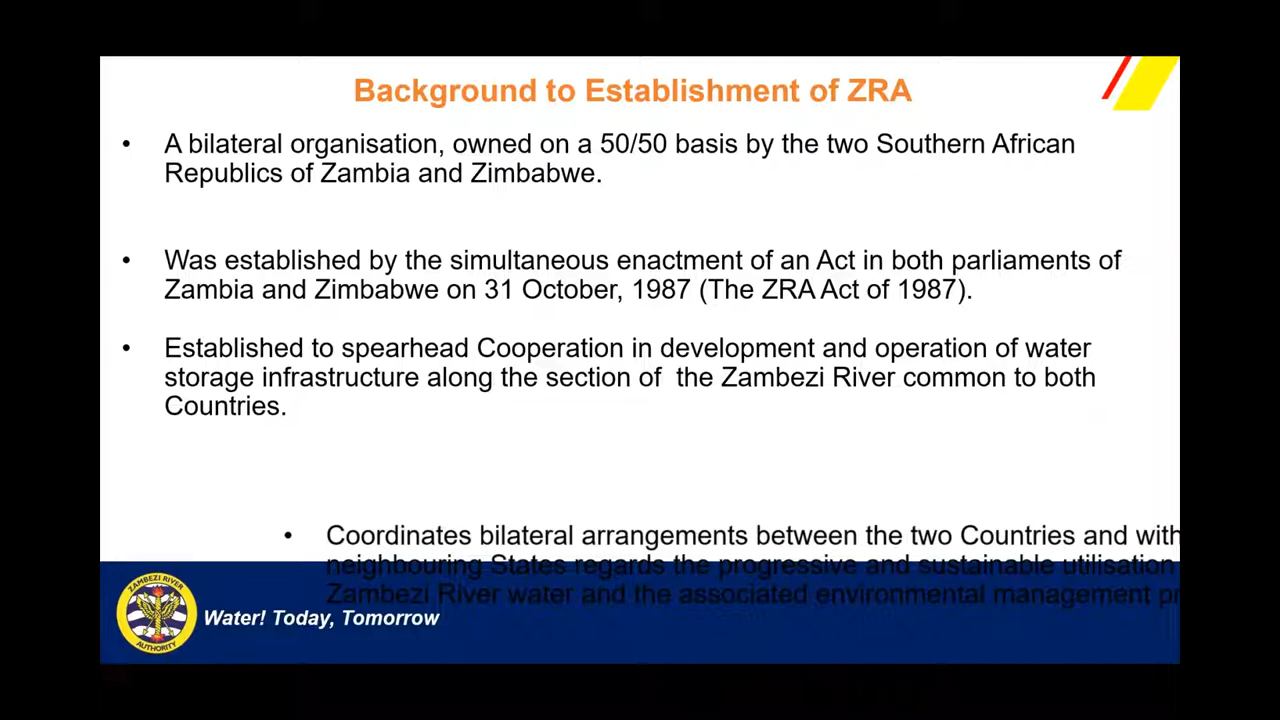 Background to Establishment of ZRA
• A bilateral organisation, owned on a 50/50 basis by the two Southern African
Republics of Zambia and Zimbabwe.
• Was established by the simultaneous enactment of an Act in both parliaments of
Zambia and Zimbabwe on 31 October, 1987 (The ZRA Act of 1987).
• Established to spearhead Cooperation in development and operation of water
storage infrastructure along the section of the Zambezi River common to both
Countries.
• Coordinates bilateral arrangements between the two Countries and with
neighbouring States regards the progressive and sustainable utilisation
Zambezi River water and the associated environmental management
ZAMBEZI RIVER
AUTHORITY
Water! Today, Tomorrow